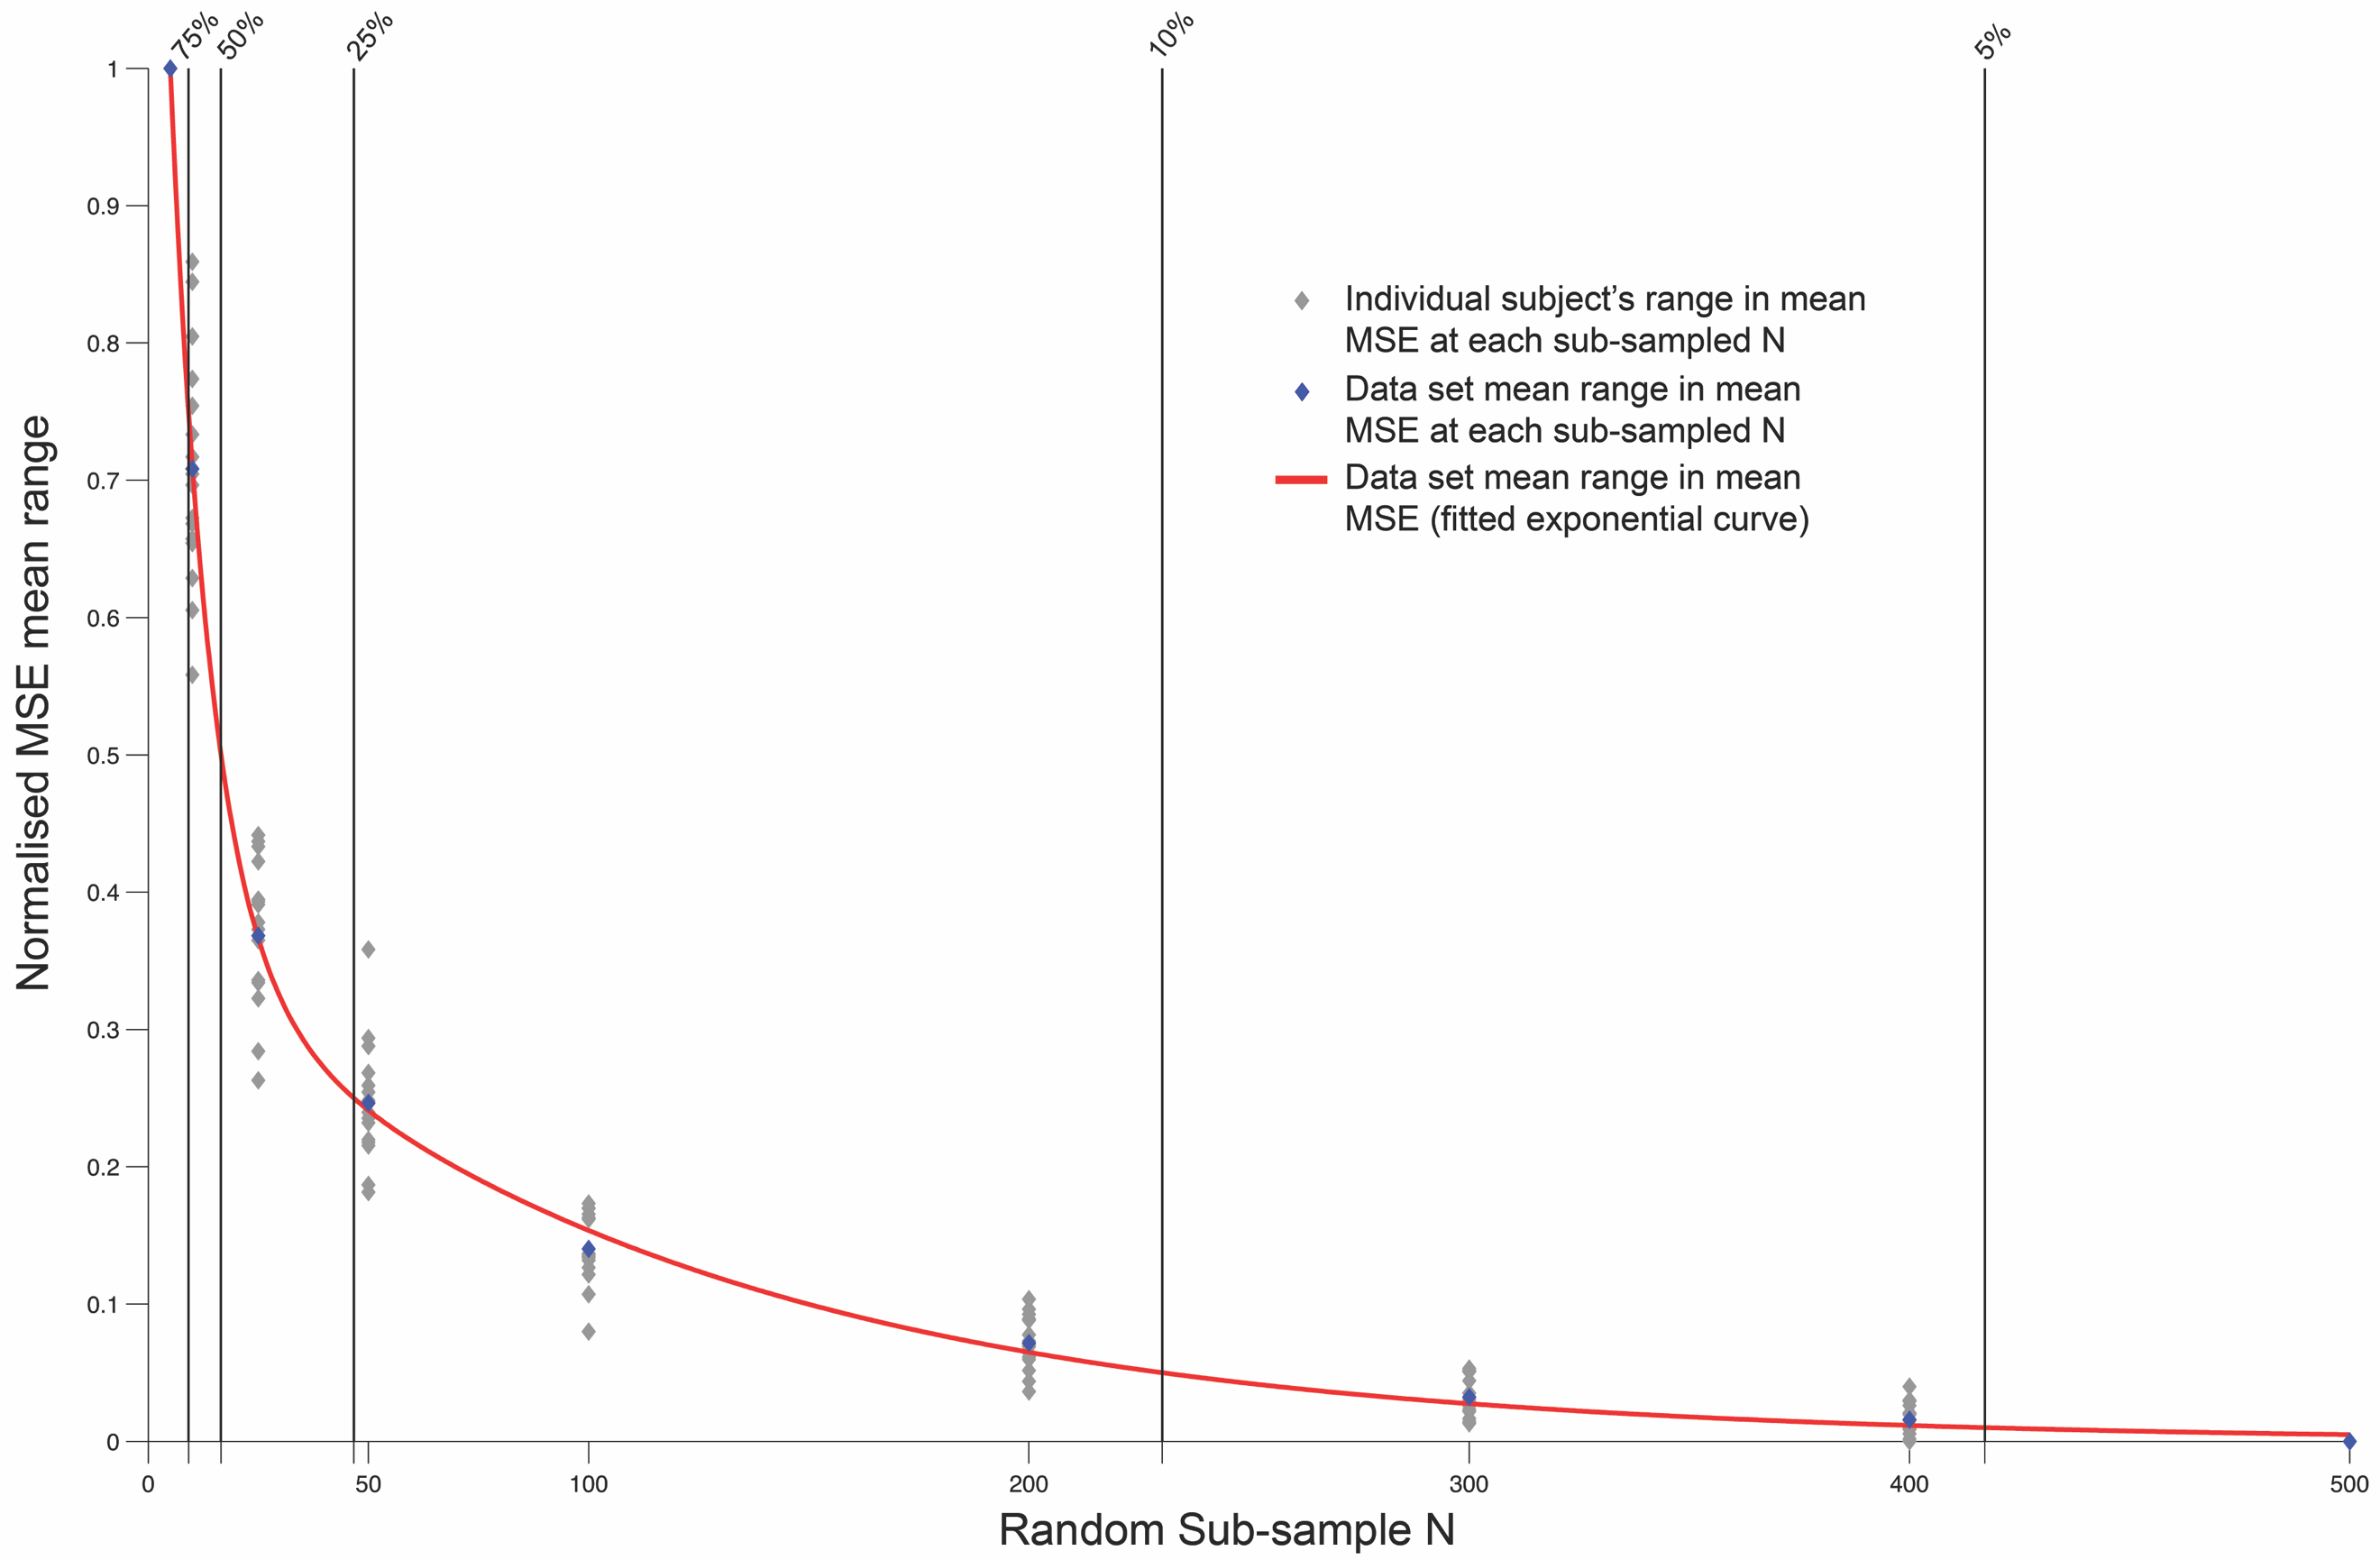 75%
50%
25%
10%
5%
1
0.9
0.8
0.7
0.6
0.5
0.4
0.3
0.2
0.1
0
Normalised MSE mean range
Individual subject's range in mean
MSE at each sub-sampled N
Data set mean range in mean
MSE at each sub-sampled N
Data set mean range in mean
MSE (fitted exponential curve)
0
50
100
200
300
400
500
Random Sub-sample N